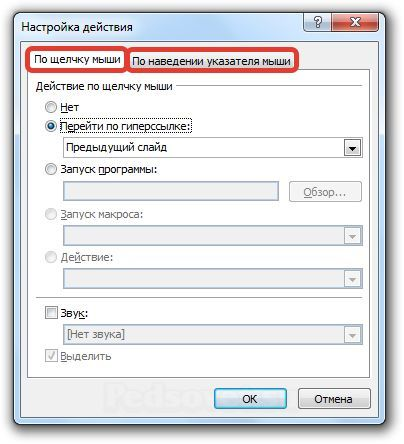 Настройка действия
По щелчку мыши По наведении указателя мыши
Действие по щелчку мыши
Нет
Перейти по гиперссылке:
Предыдущий слайд
Запуск программы:
Обзор...
Запуск макроса:
Действие:
Звук:
[Нет звука]
Выделить
ОК Отмена